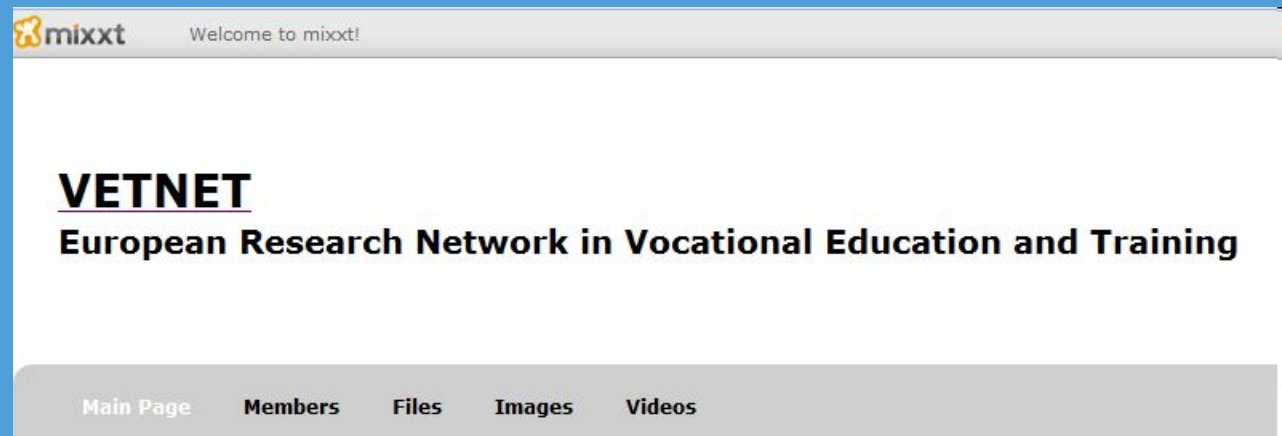 mixxt Welcome to mixxt!
VETNET
European Research Network in Vocational Education and Training
Main Page Members Files Images Videos